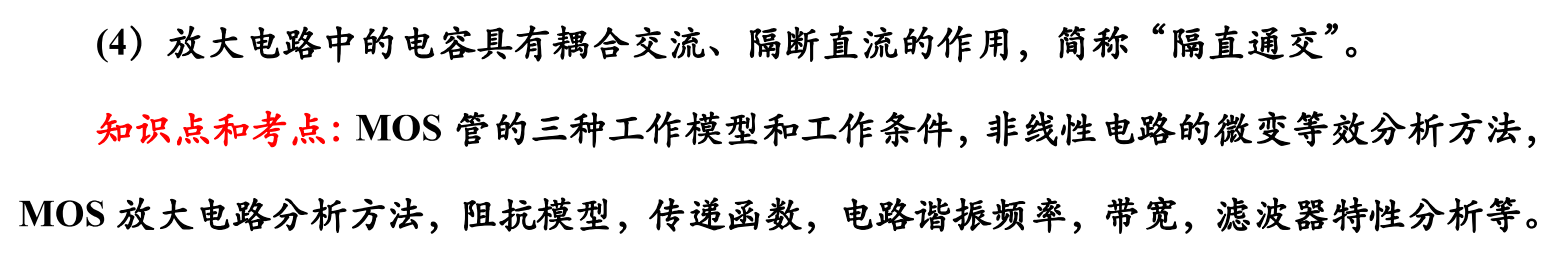 (4) 放大电路中的电容具有耦合交流、隔断直流的作用，简称“隔直通交”。
知识点和考点：MOS 管的三种工作模型和工作条件，非线性电路的微变等效分析方法，
MOS 放大电路分析方法，阻抗模型，传递函数，电路谐振频率，带宽，滤波器特性分析等。